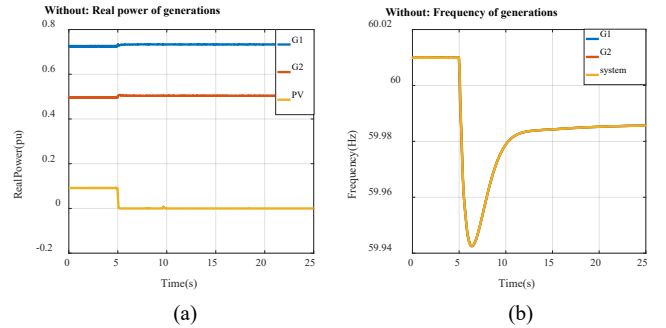 Without: Real power of generations
0.8
0.6
0.4
0.2
0
-0.2
RealPower(pu)
G1
G2
PV
0 5 10 15 20 25
Time(s)
(a)
Without: Frequency of generations
60.02
60
59.98
59.96
59.94
Frequency(Hz)
G1
G2
system
0 5 10 15 20 25
Time(s)
(b)